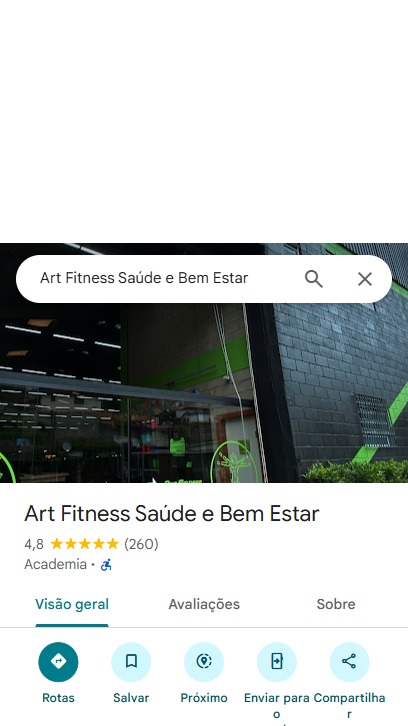 Art Fitness Saúde e Bem Estar
Art Fitness Saúde e Bem Estar
4,8 (260)
Academia ·
Visão geral Avaliações Sobre
Rotas Salvar Próximo Enviar para Compartilha
o r